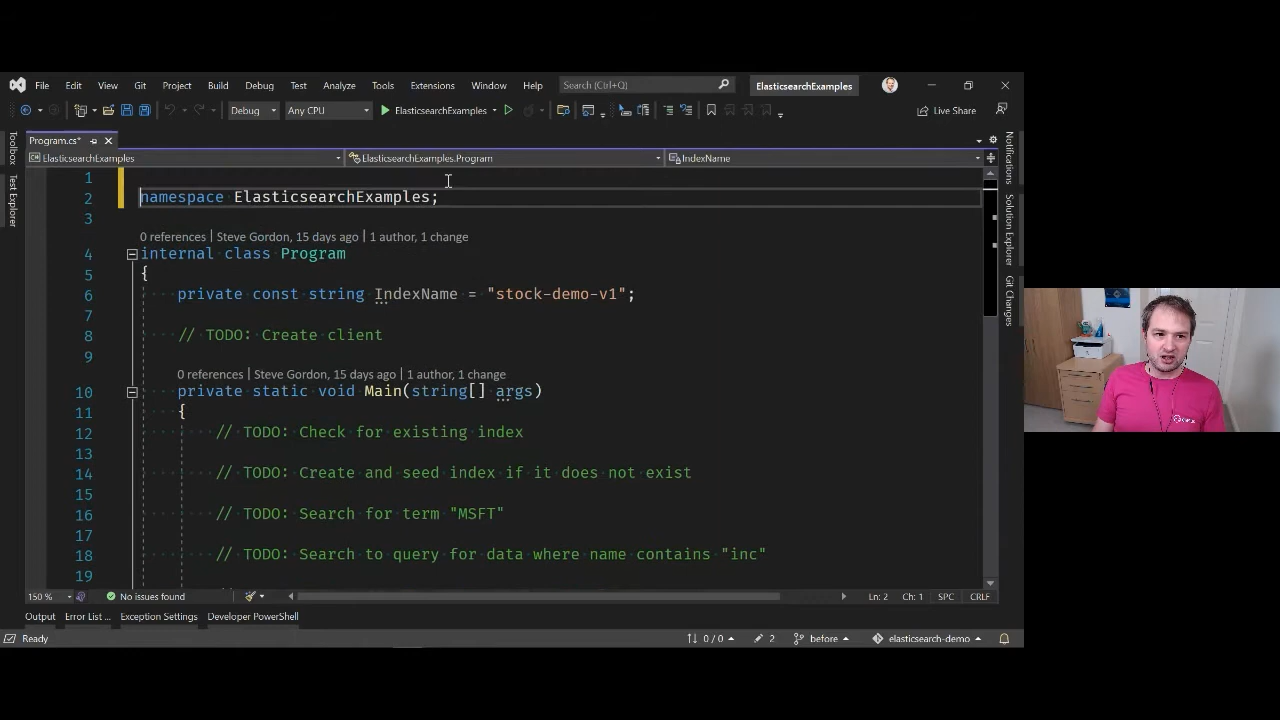 File Edit View Git Project Build Debug Test Analyze Tools Extensions Window Help Search (Ctrl+Q) ElasticsearchExamples
Debug Any CPU ElasticsearchExamples Live Share
Program.cs*
ElasticsearchExamples ElasticsearchExamples.Program IndexName
Toolbox
Test Explorer
Notifications
Solution Explorer
Git Changes
1
2 namespace ElasticsearchExamples;
3
0 references | Steve Gordon, 15 days ago | 1 author, 1 change
4 internal class Program
5 {
6 private const string IndexName = "stock-demo-v1";
7
8 // TODO: Create client
9
0 references | Steve Gordon, 15 days ago | 1 author, 1 change
10 private static void Main(string[] args)
11 {
12 // TODO: Check for existing index
13
14 // TODO: Create and seed index if it does not exist
15
16 // TODO: Search for term "MSFT"
17
18 // TODO: Search to query for data where name contains "inc"
19
150 % No issues found Ln: 2 Ch: 1 SPC CRLF
Output Error List ... Exception Settings Developer PowerShell
Ready 0 / 0 2 before elasticsearch-demo